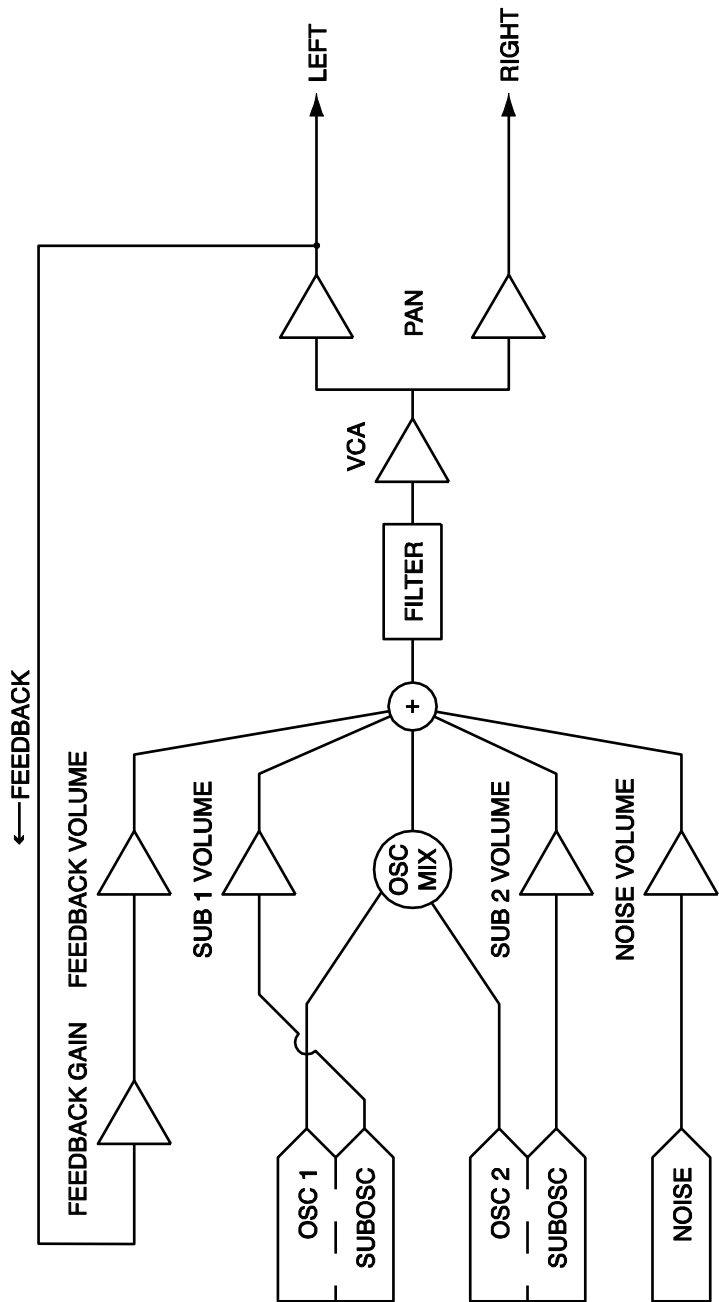 ←FEEDBACK
FEEDBACK GAIN
FEEDBACK VOLUME
SUB 1 VOLUME
OSC 1
SUBOSC
OSC
MIX
+
FILTER
VCA
PAN
LEFT
RIGHT
OSC 2
SUBOSC
SUB 2 VOLUME
NOISE VOLUME
NOISE